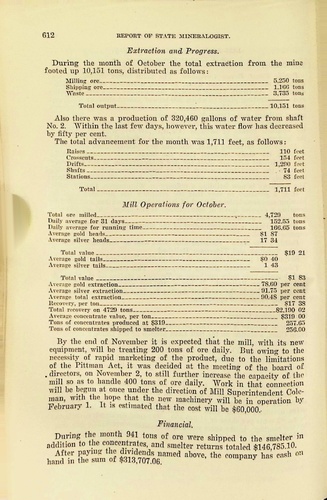 612 REPORT OF STATE MINERALOGIST.
Extraction and Progress.
During the month of October the total extraction from the mine
footed up 10,151 tons, distributed as follows:
Milling ore 5,250 tons
Shipping ore 1,166 tons
Waste 3,735 tons
Total output 10,151 tons
Also there was a production of 320,460 gallons of water from shaft
No. 2. Within the last few days, however, this water flow has decreased
by fifty per cent.
The total advancement for the month was 1,711 feet, as follows:
Raises 110 feet
Crosscuts 154 feet
Drifts 1,290 feet
Shafts 74 feet
Stations 83 feet
Total 1,711 feet
Mill Operations for October.
Total ore milled 4,729 tons
Daily average for 31 days 152.55 tons
Daily average for running time 166.65 tons
Average gold heads $1 87
Average silver heads 17 34
Total value $19 21
Average gold tails $0 40
Average silver tails 1 43
Total value $1 83
Average gold extraction 78.60 per cent
Average silver extraction 91.75 per cent
Average total extraction 90.48 per cent
Recovery, per ton $17 38
Total recovery on 4729 tons 82,190 02
Average concentrate value, per ton $319 00
Tons of concentrates produced at $319 257.65
Tons of concentrates shipped to smelter 256.50
By the end of November it is expected that the mill, with its new
equipment, will be treating 200 tons of ore daily. But owing to the
necessity of rapid marketing of the product, due to the limitations
of the Pittman Act, it was decided at the meeting of the board of
directors, on November 2, to still further increase the capacity of the
mill so as to handle 400 tons of ore daily. Work in that connection
will be begun at once under the direction of Mill Superintendent Cole-
man, with the hope that the new machinery will be in operation by
February 1. It is estimated that the cost will be $60,000.
Financial.
During the month 941 tons of ore were shipped to the smelter in
addition to the concentrates, and smelter returns totaled $146,785.10.
After paying the dividends named above, the company has cash on
hand in the sum of $313,707.06.